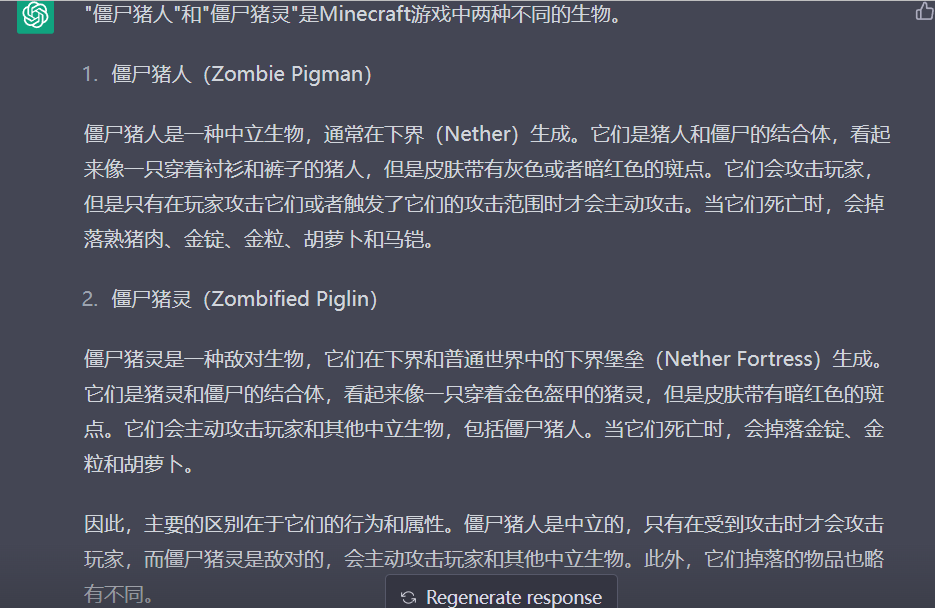 "僵尸猪人"和"僵尸猪灵"是Minecraft游戏中两种不同的生物。
1. 僵尸猪人（Zombie Pigman）
僵尸猪人是一种中立生物，通常在下界（Nether）生成。它们是猪人和僵尸的结合体，看起
来像一只穿着衬衫和裤子的猪人，但是皮肤带有灰色或者暗红色的斑点。它们会攻击玩家，
但是只有在玩家攻击它们或者触发了它们的攻击范围时才会主动攻击。当它们死亡时，会掉
落熟猪肉、金锭、金粒、胡萝卜和马铠。
2. 僵尸猪灵（Zombified Piglin）
僵尸猪灵是一种敌对生物，它们在下界和普通世界中的下界堡垒（Nether Fortress）生成。
它们是猪灵和僵尸的结合体，看起来像一只穿着金色盔甲的猪灵，但是皮肤带有暗红色的斑
点。它们会主动攻击玩家和其他中立生物，包括僵尸猪人。当它们死亡时，会掉落金锭、金
粒和胡萝卜。
因此，主要的区别在于它们的行为和属性。僵尸猪人是中立的，只有在受到攻击时才会攻击
玩家，而僵尸猪灵是敌对的，会主动攻击玩家和其他中立生物。此外，它们掉落的物品也略
有不同。
Regenerate response